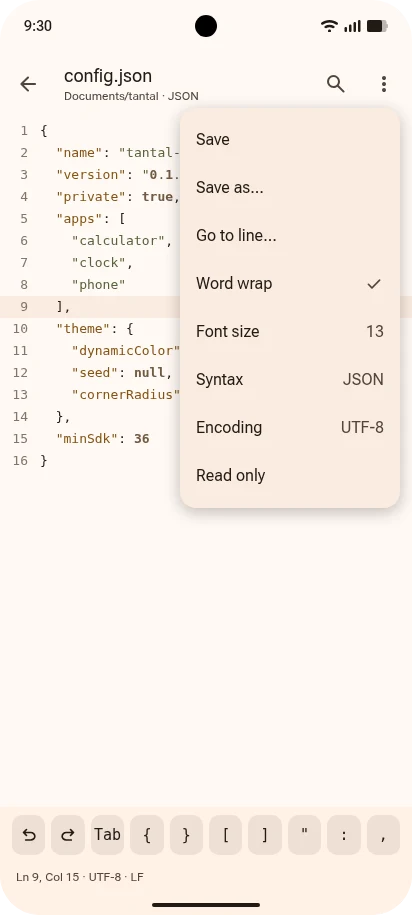 9:30
config.json
Documents/tantal · JSON
1 {
2 "name": "tantal-
3 "version": "0.1.
4 "private": true,
5 "apps": [
6 "calculator",
7 "clock",
8 "phone"
9 ],
10 "theme": {
11 "dynamicColor"
12 "seed": null,
13 "cornerRadius"
14 },
15 "minSdk": 36
16 }
Save
Save as...
Go to line...
Word wrap
Font size 13
Syntax JSON
Encoding UTF-8
Read only
Tab { } [ ] " : ,
Ln 9, Col 15 · UTF-8 · LF